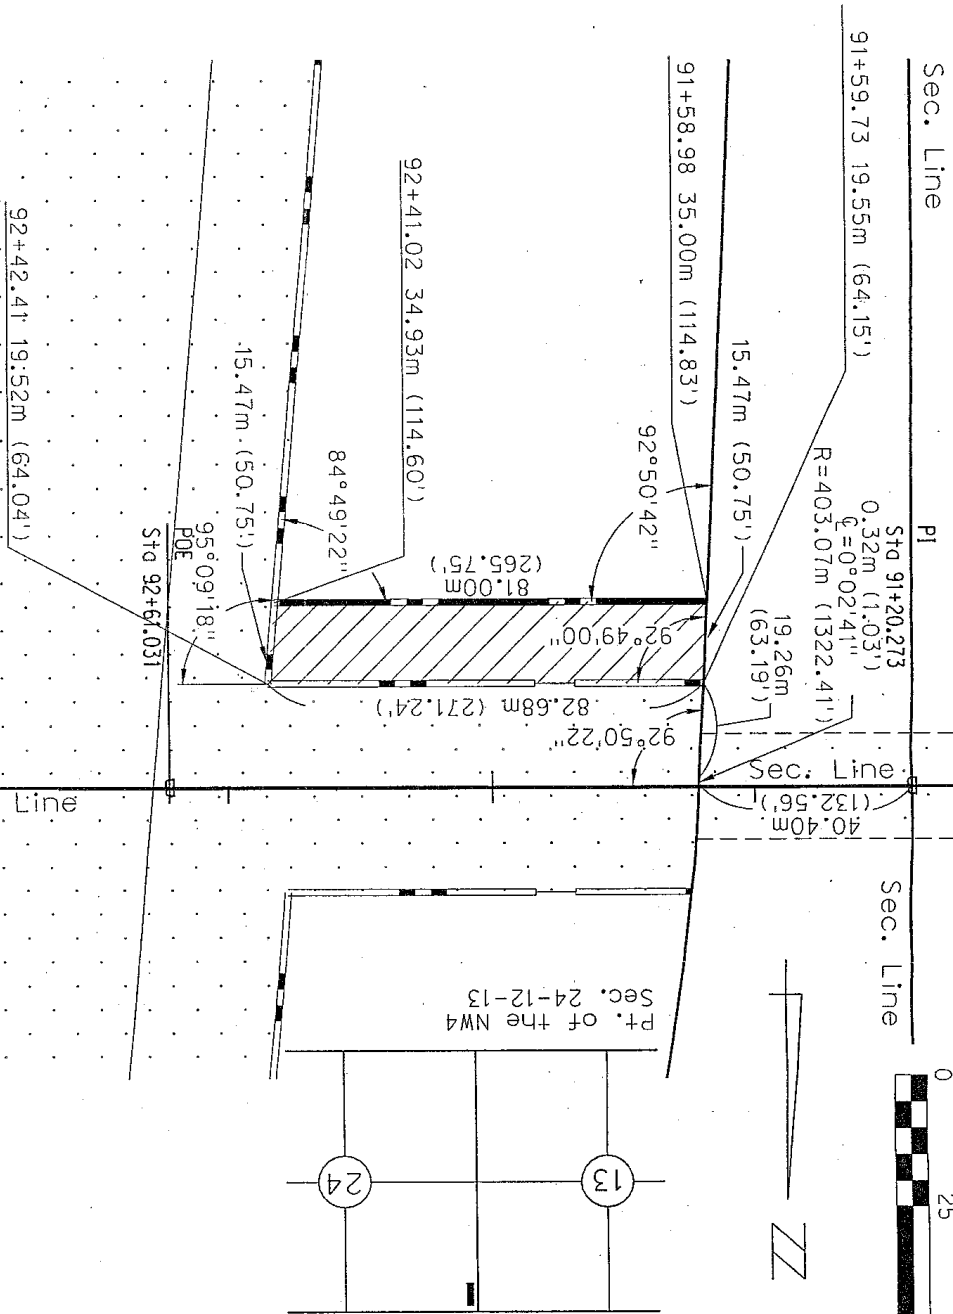 Sec. Line
91+59.73 19.55m (64.15')
91+58.98 35.00m (114.83')
15.47m (50.75')
92°50'42"
PI
Sta 91+20.273
0.32m (1.03')
℄=0°02'41"
R=403.07m (1322.41')
19.26m
(63.19')
92+41.02 34.93m (114.60')
84°49'22"
15.47m (50.75')
92+42.41 19.52m (64.04')
95°09'18"
POE
Sta 92+61.031
81.00m
(265.75')
92°49'00"
82.68m (271.24')
92°50'22"
Sec. Line
40.40m
(132.56')
Line
Sec. Line
Pt. of the NW4
Sec. 24-12-13
24
13
N
0
25